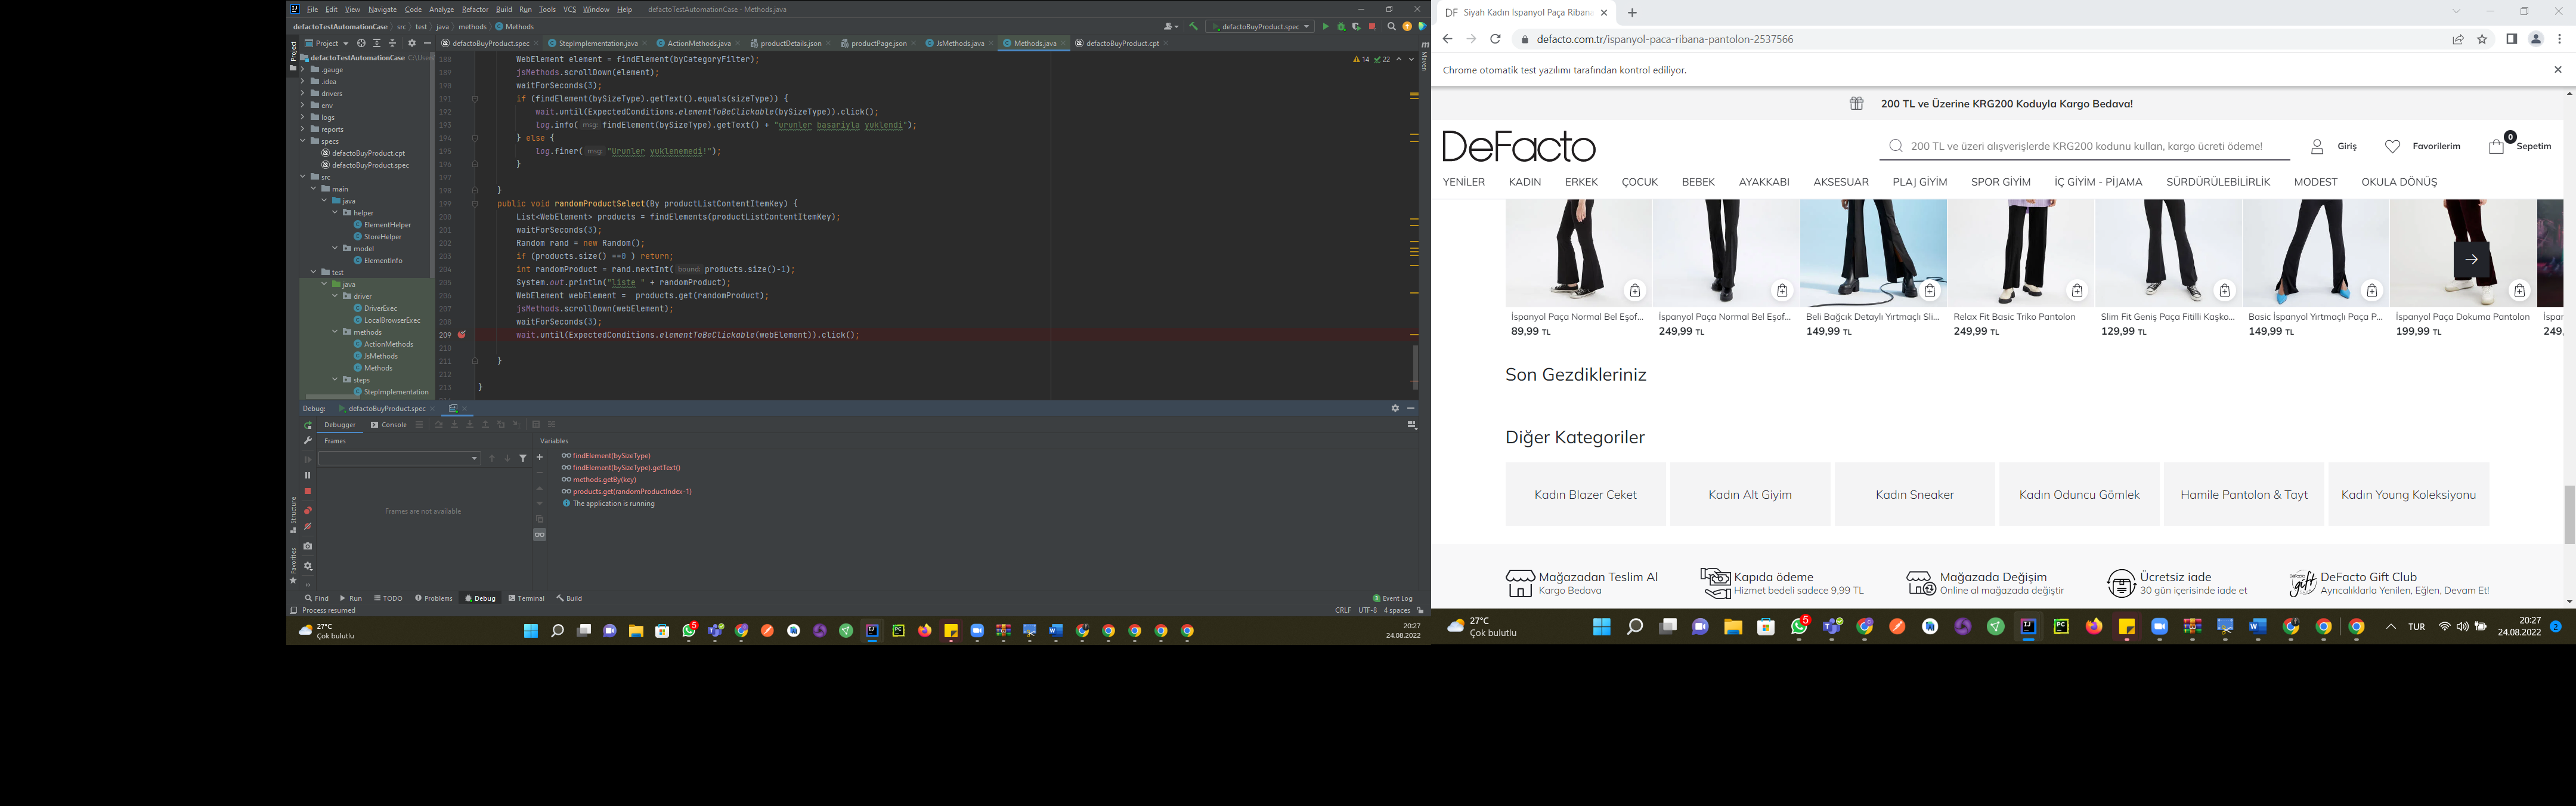 File Edit View Navigate Code Analyze Refactor Build Run Tools VCS Window Help defactoTestAutomationCase - Methods.java
defactoTestAutomationCase src test java methods Methods
defactoBuyProduct.spec
Project
defactoBuyProduct.spec StepImplementation.java ActionMethods.java productDetails.json productPage.json JsMethods.java Methods.java defactoBuyProduct.cpt
Project
Maven
defactoTestAutomationCase C:\Users
.gauge
.idea
drivers
env
logs
reports
specs
defactoBuyProduct.cpt
defactoBuyProduct.spec
src
main
java
helper
ElementHelper
StoreHelper
model
ElementInfo
test
java
driver
DriverExec
LocalBrowserExec
methods
ActionMethods
JsMethods
Methods
steps
StepImplementation
14 22
188 WebElement element = findElement(byCategoryFilter);
189 jsMethods.scrollDown(element);
190 waitForSeconds(3);
191 if (findElement(bySizeType).getText().equals(sizeType)) {
192 wait.until(ExpectedConditions.elementToBeClickable(bySizeType)).click();
193 log.info( msg: findElement(bySizeType).getText() + "urunler basariyla yuklendi");
194 } else {
195 log.finer( msg: "Urunler yuklenemedi!");
196 }
197
198 }
199 public void randomProductSelect(By productListContentItemKey) {
200 List<WebElement> products = findElements(productListContentItemKey);
201 waitForSeconds(3);
202 Random rand = new Random();
203 if (products.size() ==0 ) return;
204 int randomProduct = rand.nextInt( bound: products.size()-1);
205 System.out.println("liste " + randomProduct);
206 WebElement webElement = products.get(randomProduct);
207 jsMethods.scrollDown(webElement);
208 waitForSeconds(3);
209 wait.until(ExpectedConditions.elementToBeClickable(webElement)).click();
210
211 }
212
213 }
Debug: defactoBuyProduct.spec
Debugger Console
Frames Variables
findElement(bySizeType)
findElement(bySizeType).getText()
methods.getBy(key)
products.get(randomProductIndex-1)
The application is running
Frames are not available
Structure
Favorites
Find Run TODO Problems Debug Terminal Build
3 Event Log
Process resumed
CRLF UTF-8 4 spaces
27°C
Çok bulutlu
5
20:27
24.08.2022
DF Siyah Kadın İspanyol Paça Ribana
defacto.com.tr/ispanyol-paca-ribana-pantolon-2537566
Chrome otomatik test yazılımı tarafından kontrol ediliyor.
200 TL ve Üzerine KRG200 Koduyla Kargo Bedava!
DeFacto
200 TL ve üzeri alışverişlerde KRG200 kodunu kullan, kargo ücreti ödeme!
Giriş Favorilerim 0 Sepetim
YENİLER KADIN ERKEK ÇOCUK BEBEK AYAKKABI AKSESUAR PLAJ GİYİM SPOR GİYİM İÇ GİYİM - PİJAMA SÜRDÜRÜLEBİLİRLİK MODEST OKULA DÖNÜŞ
İspanyol Paça Normal Bel Eşof... İspanyol Paça Normal Bel Eşof... Beli Bağcık Detaylı Yırtmaçlı Sli... Relax Fit Basic Triko Pantolon Slim Fit Geniş Paça Fitilli Kaşko... Basic İspanyol Yırtmaçlı Paça P... İspanyol Paça Dokuma Pantolon İspan
89,99 TL 249,99 TL 149,99 TL 249,99 TL 129,99 TL 149,99 TL 199,99 TL 249,
Son Gezdikleriniz
Diğer Kategoriler
Kadın Blazer Ceket Kadın Alt Giyim Kadın Sneaker Kadın Oduncu Gömlek Hamile Pantolon & Tayt Kadın Young Koleksiyonu
Mağazadan Teslim Al Kapıda ödeme Mağazada Değişim Ücretsiz iade DeFacto Gift Club
Kargo Bedava Hizmet bedeli sadece 9,99 TL Online al mağazada değiştir 30 gün içerisinde iade et Ayrıcalıklarla Yenilen, Eğlen, Devam Et!
27°C
Çok bulutlu
5
TUR
20:27
24.08.2022
2